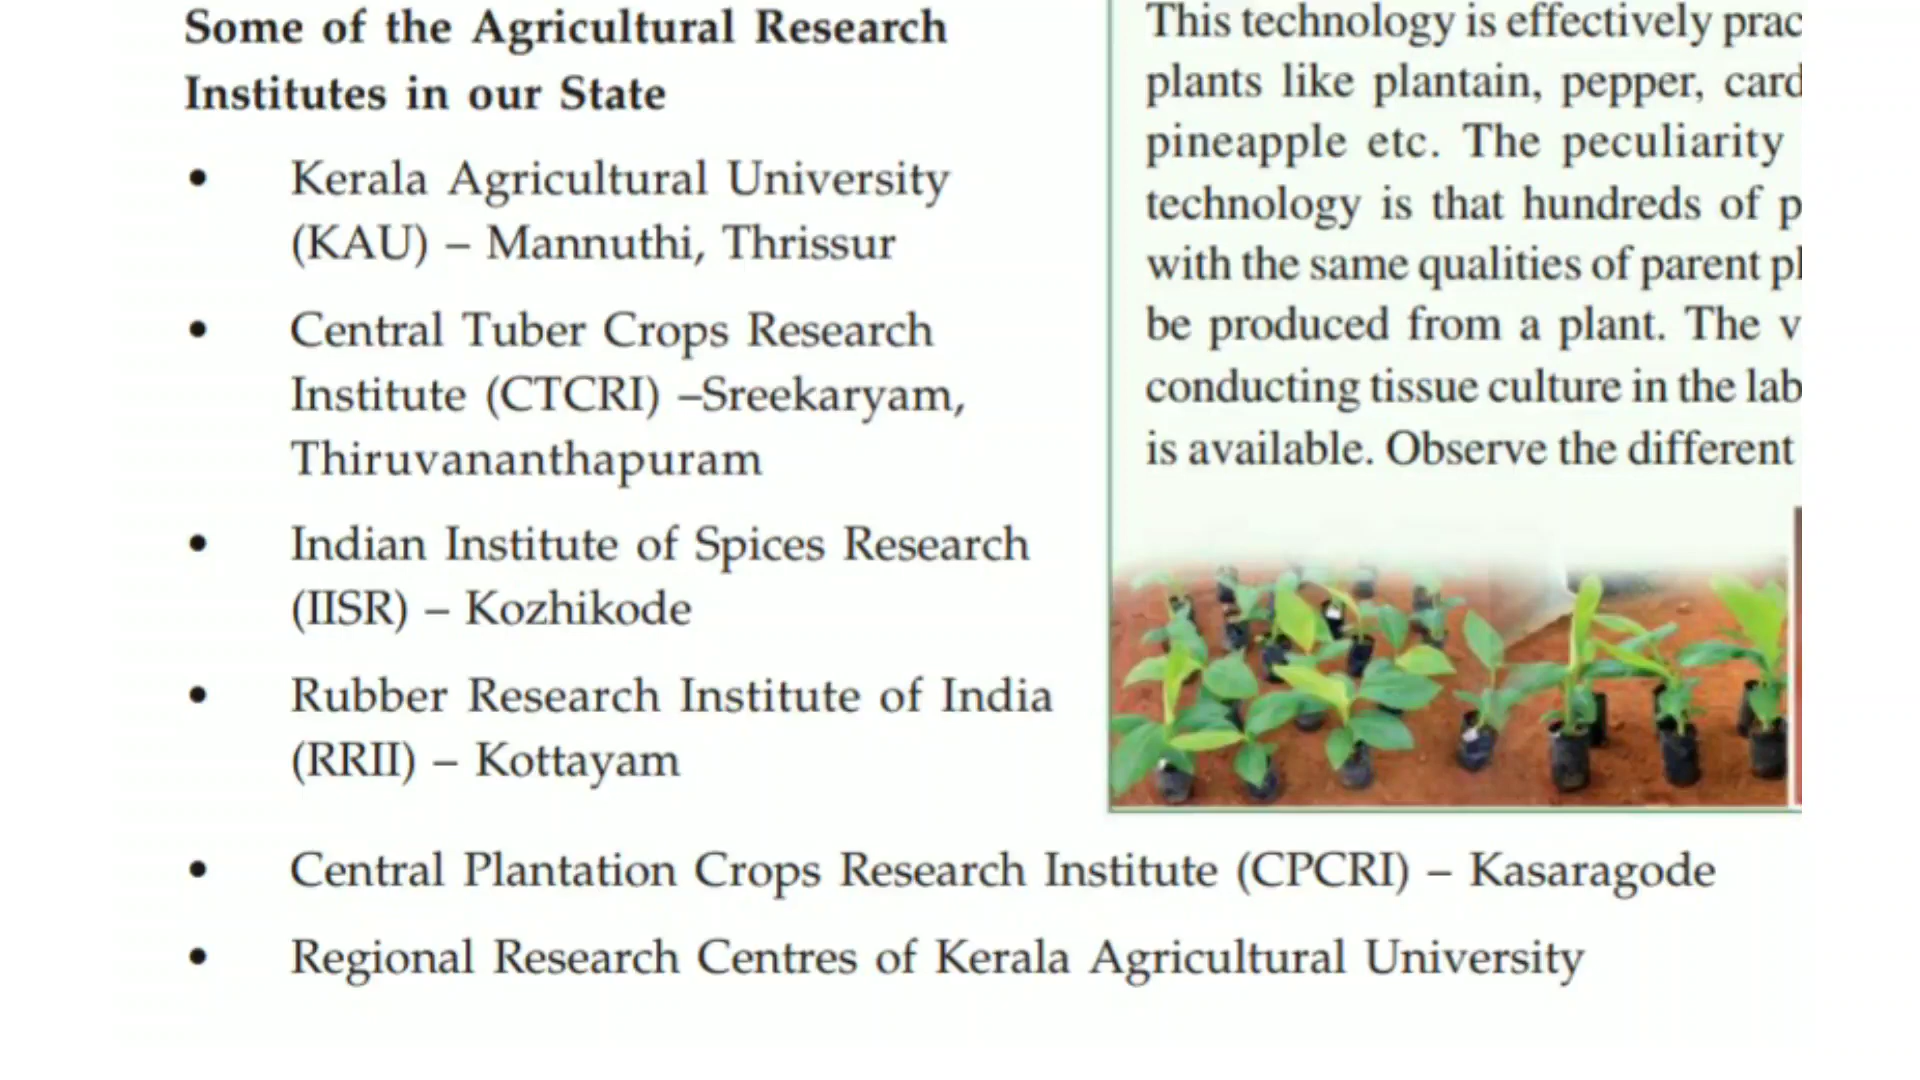 Some of the Agricultural Research
Institutes in our State
• Kerala Agricultural University
(KAU) – Mannuthi, Thrissur
• Central Tuber Crops Research
Institute (CTCRI) –Sreekaryam,
Thiruvananthapuram
• Indian Institute of Spices Research
(IISR) – Kozhikode
• Rubber Research Institute of India
(RRII) – Kottayam
• Central Plantation Crops Research Institute (CPCRI) – Kasaragode
• Regional Research Centres of Kerala Agricultural University
This technology is effectively
plants like plantain, pepper,
pineapple etc. The peculiarity
technology is that hundreds of
with the same qualities of parent
be produced from a plant. The
conducting tissue culture in the
is available. Observe the different